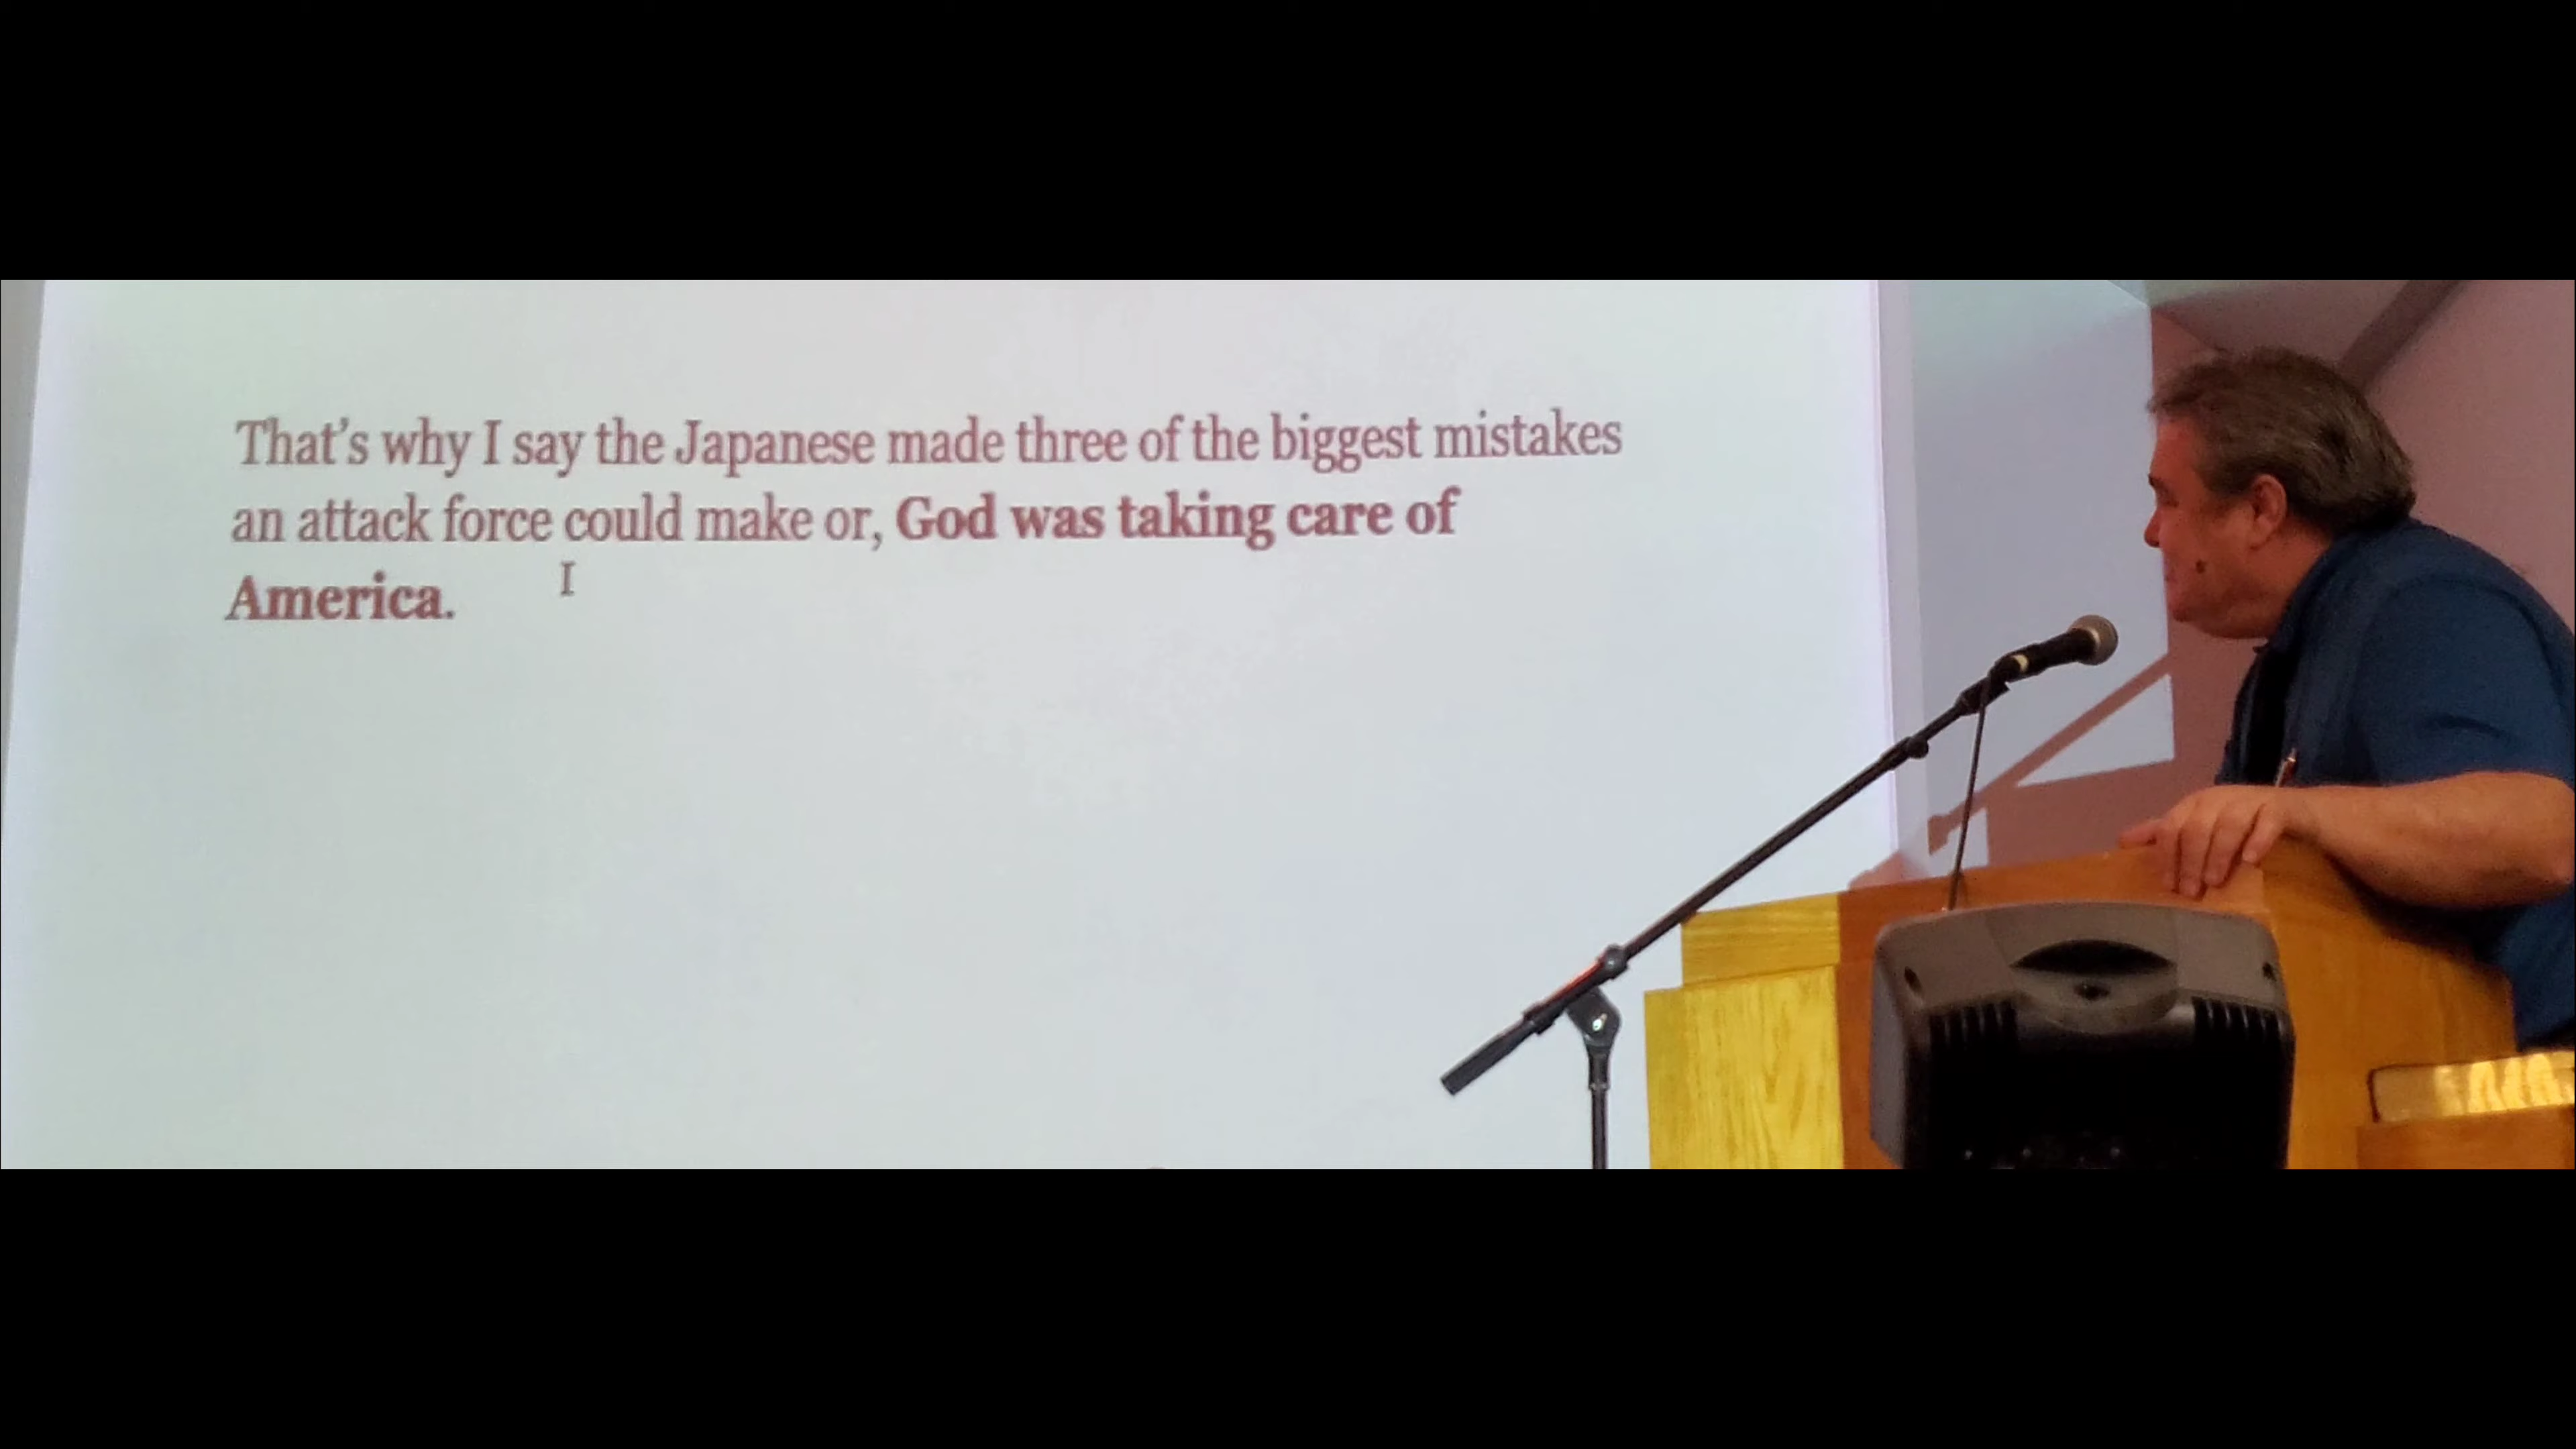 That's why I say the Japanese made three of the biggest mistakes
an attack force could make or, God was taking care of
America.